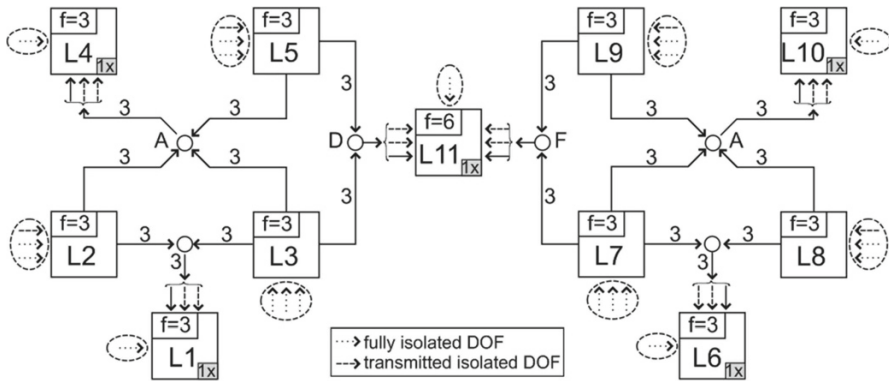 f=3
L4
1x
f=3
L5
f=3
L9
f=3
L10
1x
3
3
3
3
3
3
A
D
f=6
L11
1x
F
A
3
3
3
3
3
3
f=3
L2
3
3
f=3
L3
f=3
L7
3
3
f=3
L8
3
3
f=3
L1
1x
fully isolated DOF
transmitted isolated DOF
f=3
L6
1x